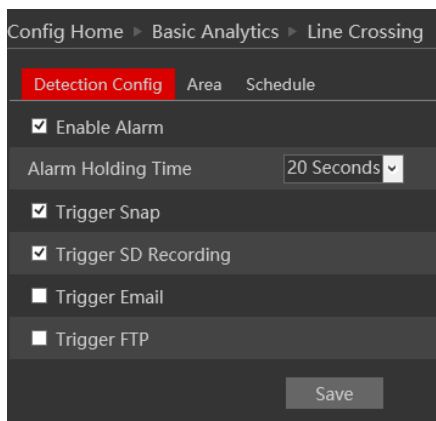 Config Home ▶ Basic Analytics ▶ Line Crossing
Detection Config Area Schedule
Enable Alarm
Alarm Holding Time 20 Seconds
Trigger Snap
Trigger SD Recording
Trigger Email
Trigger FTP
Save